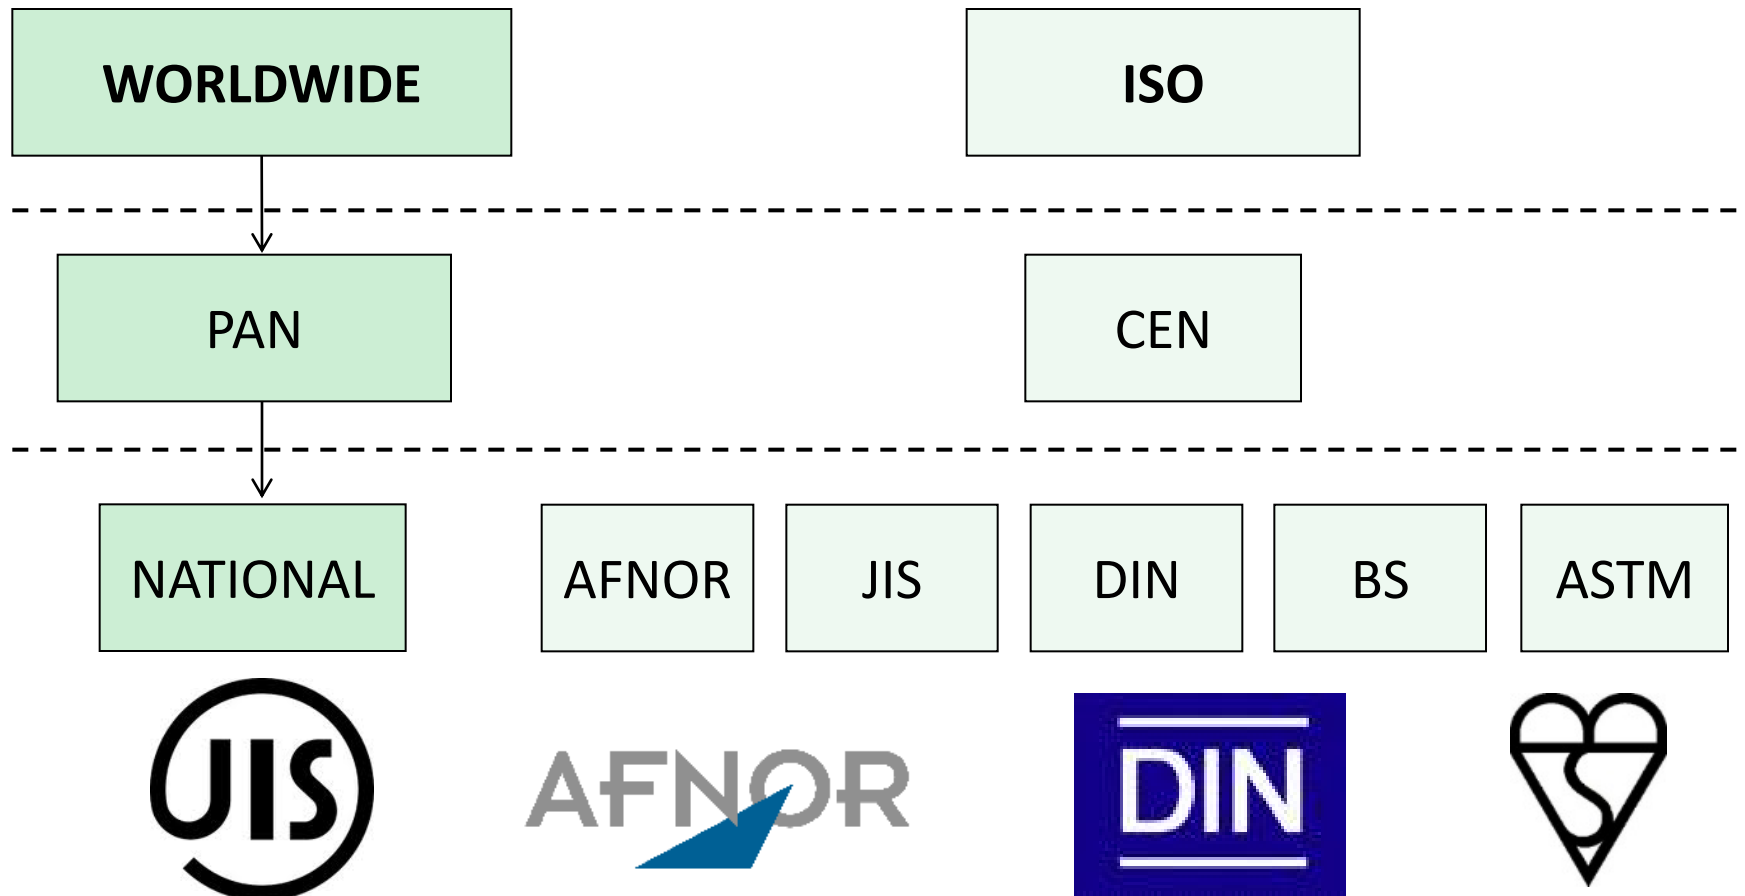 WORLDWIDE
ISO
PAN
CEN
NATIONAL
AFNOR
JIS
DIN
BS
ASTM
JIS
AFNOR
DIN